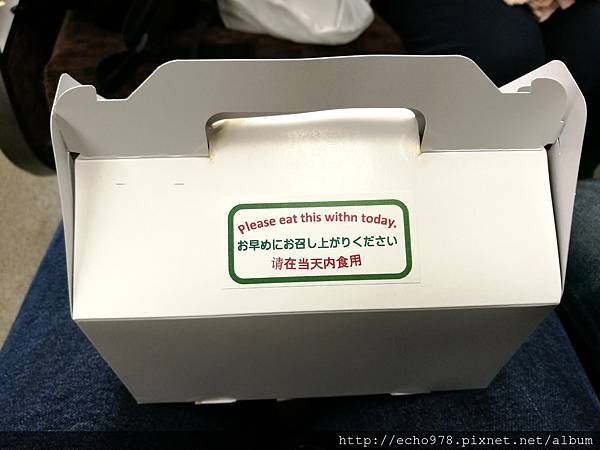 Please eat this withn today.
お早めにお召し上がりください
请在当天内食用
http://echo978.pixnet.net/album